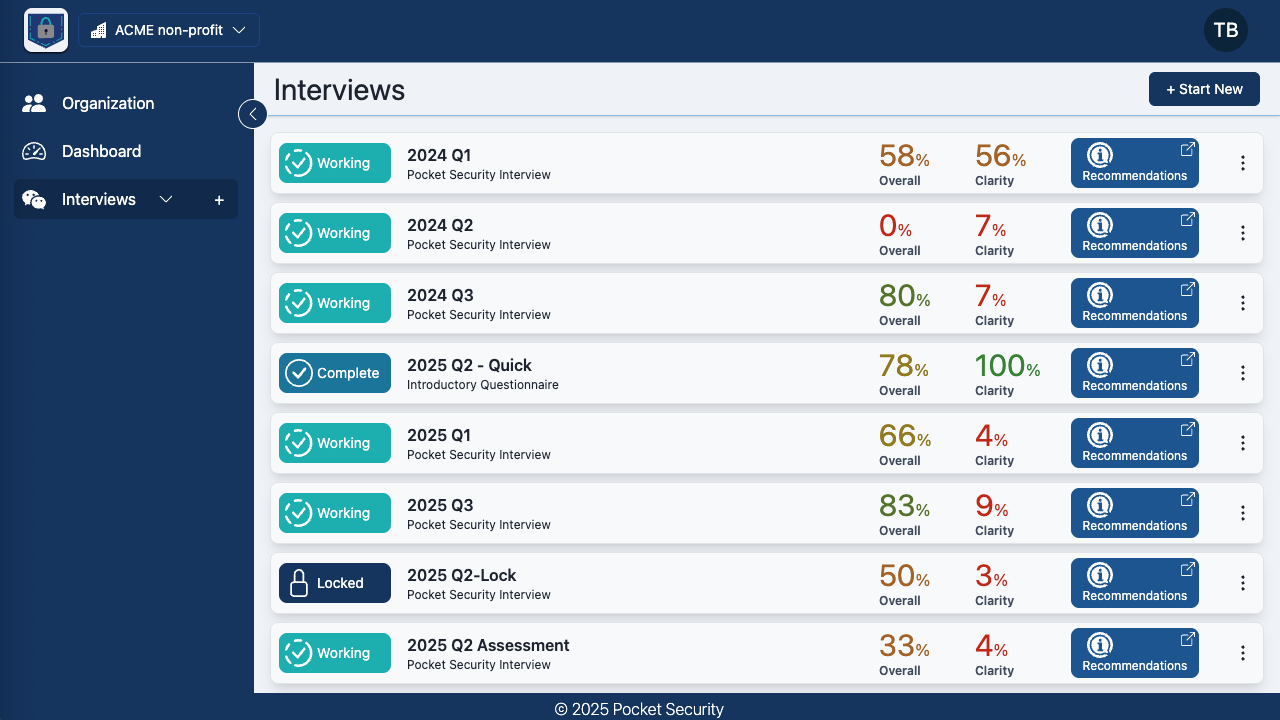 ACME non-profit
TB
Organization
Dashboard
Interviews
+
Interviews
+ Start New
Working
2024 Q1
Pocket Security Interview
58%
Overall
56%
Clarity
Recommendations
Working
2024 Q2
Pocket Security Interview
0%
Overall
7%
Clarity
Recommendations
Working
2024 Q3
Pocket Security Interview
80%
Overall
7%
Clarity
Recommendations
Complete
2025 Q2 - Quick
Introductory Questionnaire
78%
Overall
100%
Clarity
Recommendations
Working
2025 Q1
Pocket Security Interview
66%
Overall
4%
Clarity
Recommendations
Working
2025 Q3
Pocket Security Interview
83%
Overall
9%
Clarity
Recommendations
Locked
2025 Q2-Lock
Pocket Security Interview
50%
Overall
3%
Clarity
Recommendations
Working
2025 Q2 Assessment
Pocket Security Interview
33%
Overall
4%
Clarity
Recommendations
© 2025 Pocket Security